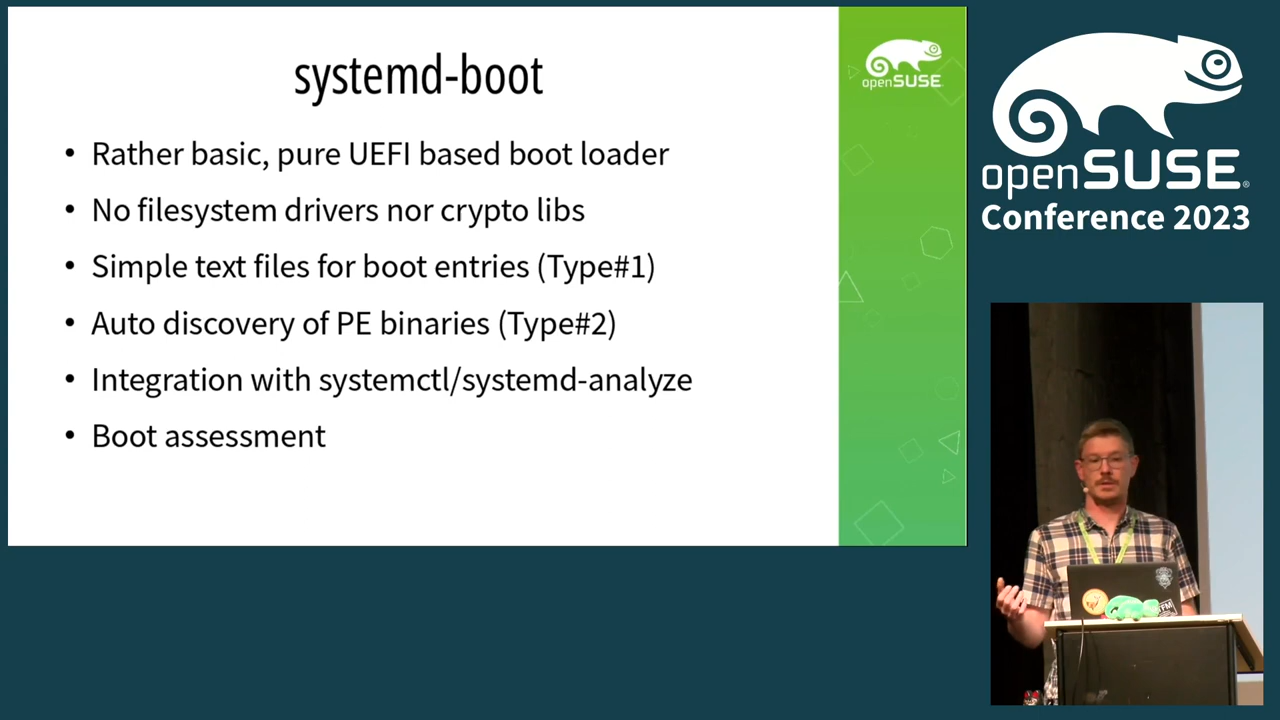 systemd-boot
• Rather basic, pure UEFI based boot loader
• No filesystem drivers nor crypto libs
• Simple text files for boot entries (Type#1)
• Auto discovery of PE binaries (Type#2)
• Integration with systemctl/systemd-analyze
• Boot assessment
openSUSE
openSUSE®
Conference 2023